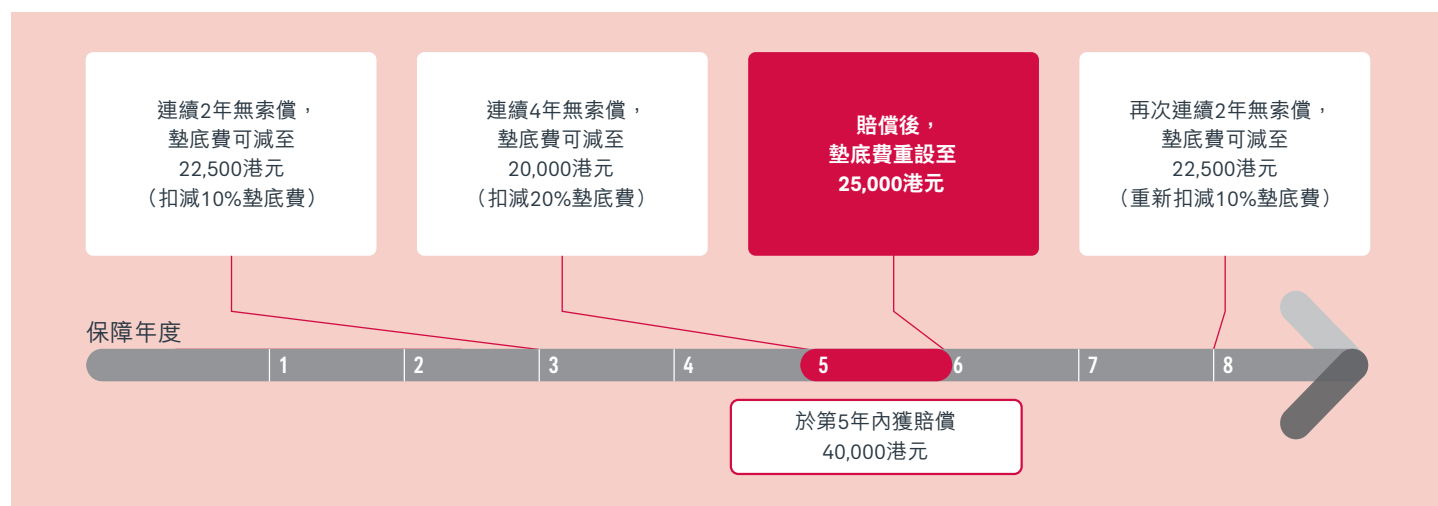 連續2年無索償，
墊底費可減至
22,500港元
（扣減10%墊底費）
連續4年無索償，
墊底費可減至
20,000港元
（扣減20%墊底費）
賠償後，
墊底費重設至
25,000港元
再次連續2年無索償，
墊底費可減至
22,500港元
（重新扣減10%墊底費）
保障年度
1 2 3 4 5 6 7 8
於第5年內獲賠償
40,000港元